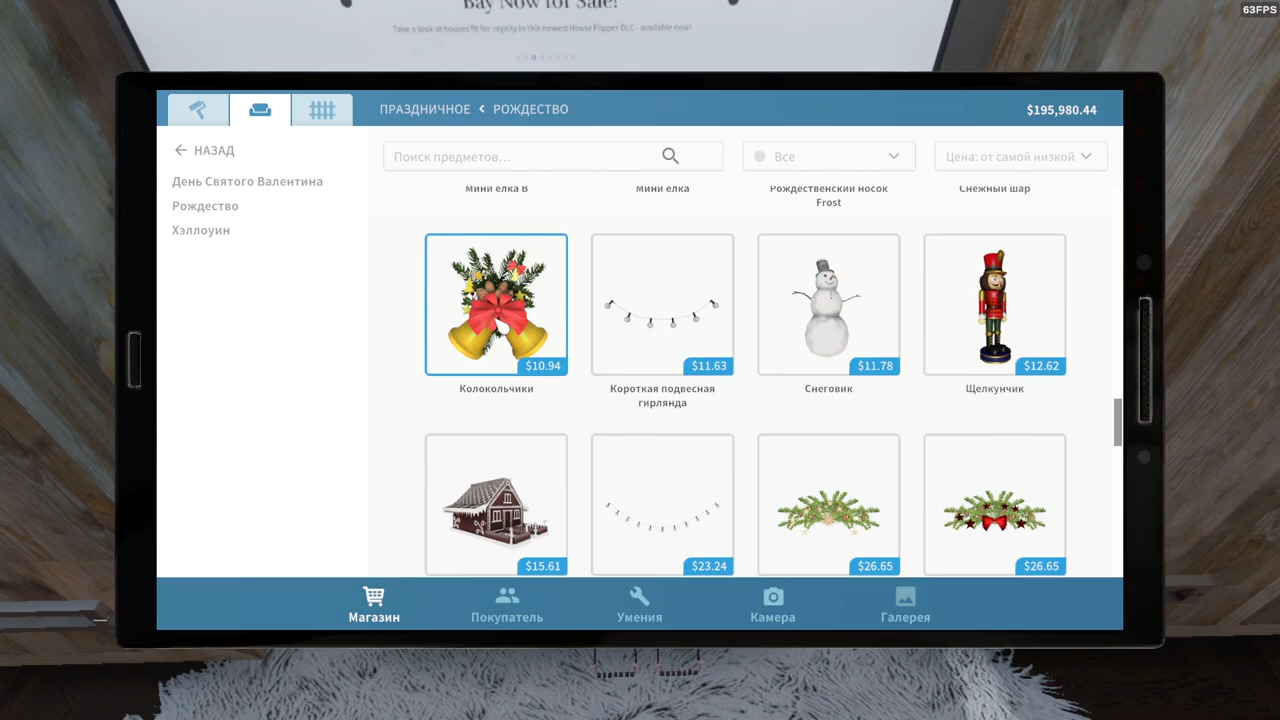 Bay Now for Sale!
Take a look at houses fit for royalty in this newest House Flipper DLC - available now!
63FPS
ПРАЗДНИЧНОЕ < РОЖДЕСТВО
$195,980.44
НАЗАД
День Святого Валентина
Рождество
Хэллоуин
Поиск предметов...
Все
Цена: от самой низкой
Мини ёлка B
Мини ёлка
Рождественский носок
Frost
Снежный шар
$10.94
$11.63
$11.78
$12.62
Колокольчики
Короткая подвесная
гирлянда
Снеговик
Щелкунчик
$15.61
$23.24
$26.65
$26.65
Магазин
Покупатель
Умения
Камера
Галерея